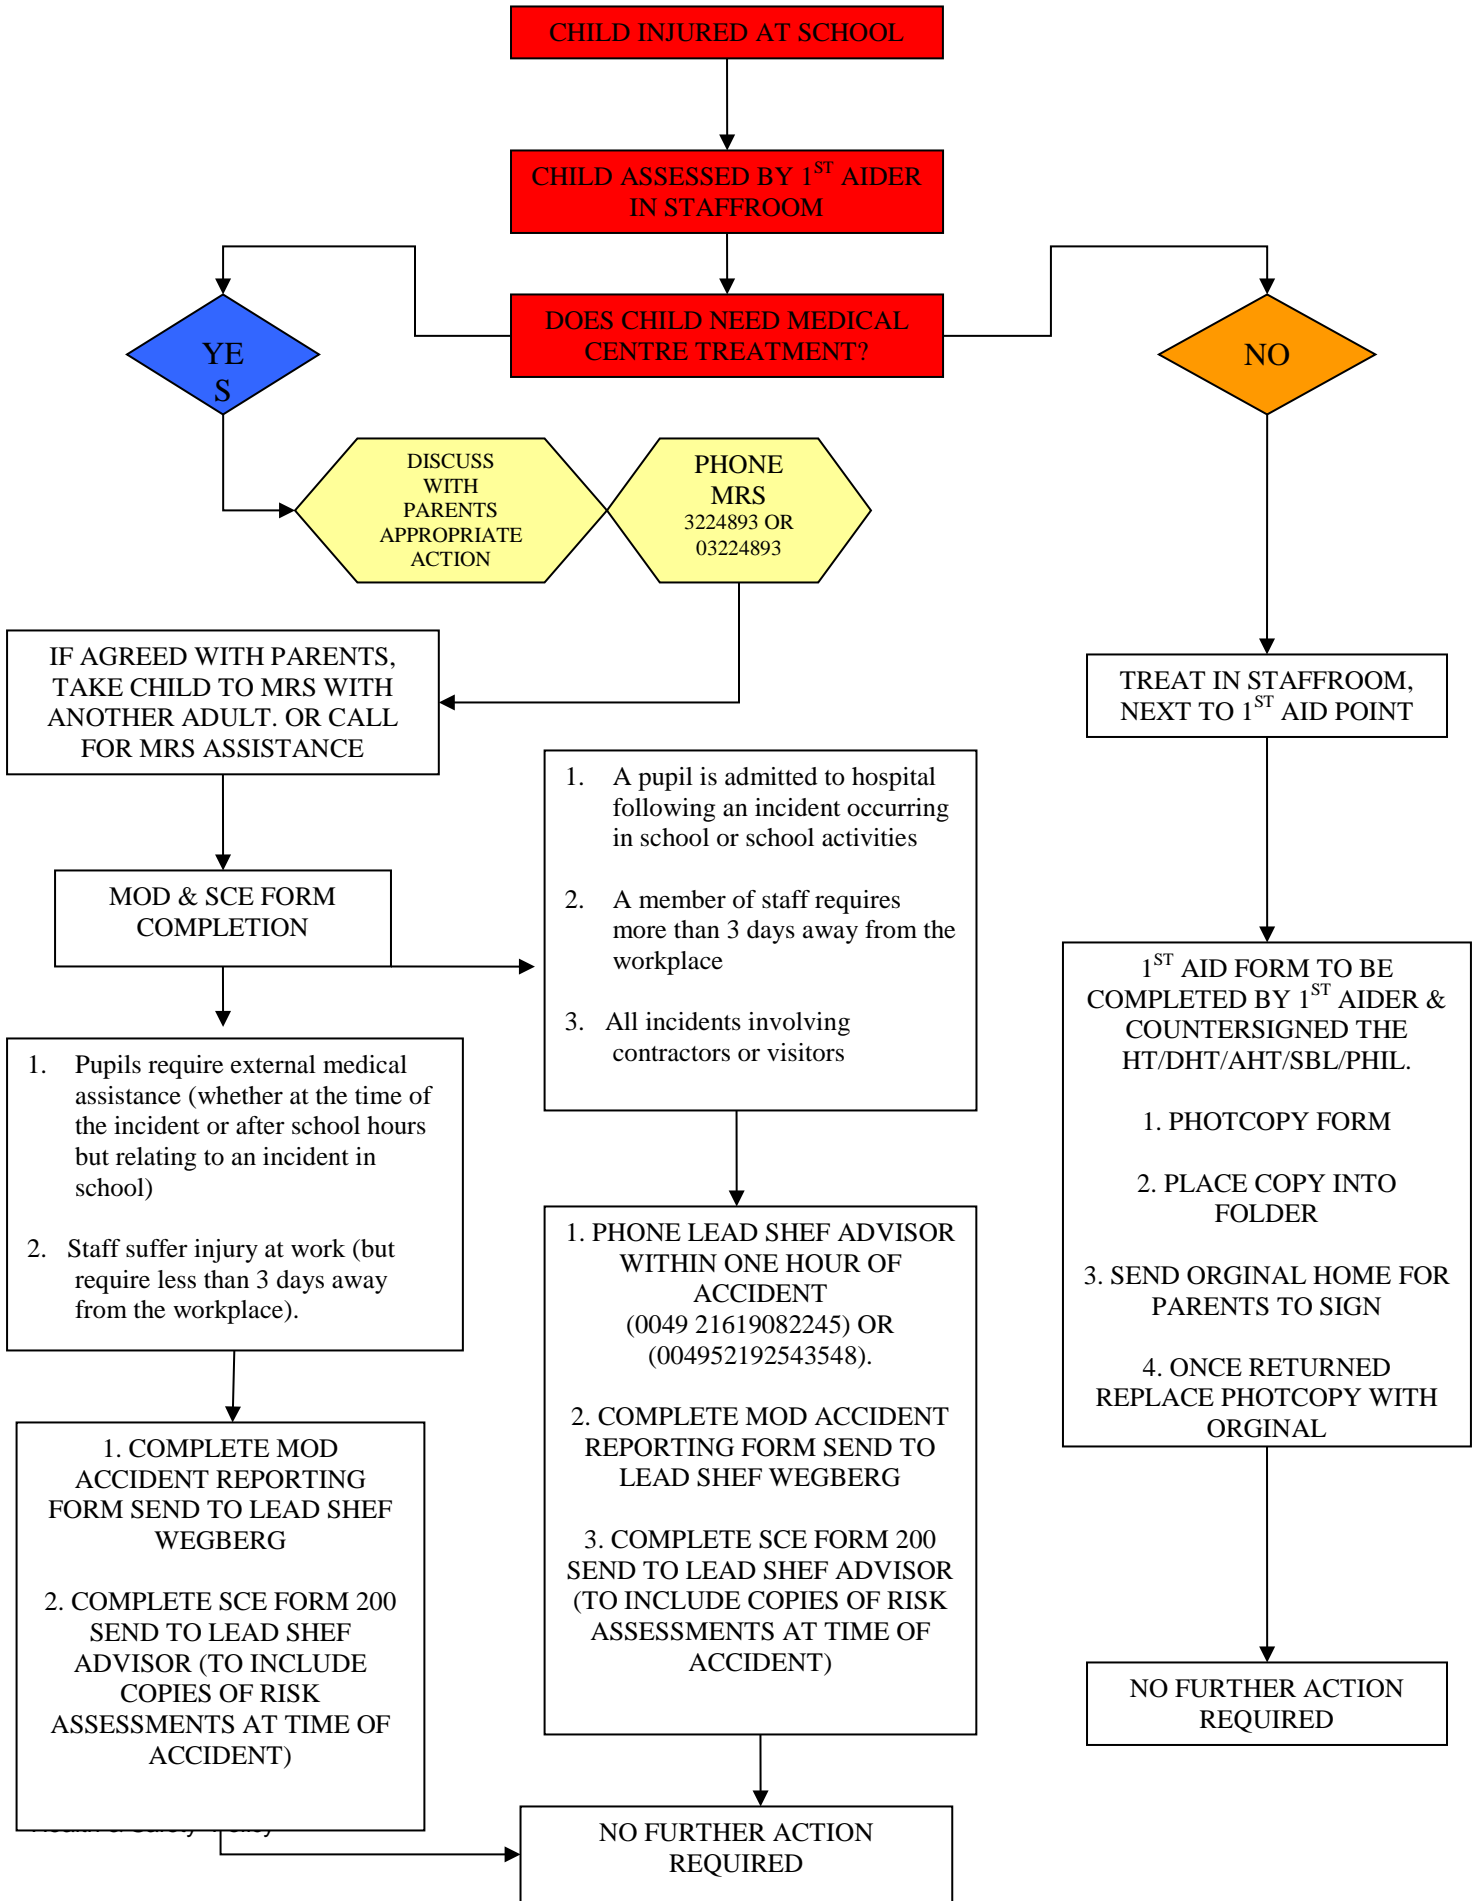 CHILD INJURED AT SCHOOL
CHILD ASSESSED BY 1ST AIDER
IN STAFFROOM
DOES CHILD NEED MEDICAL
CENTRE TREATMENT?
YE
S
NO
DISCUSS
WITH
PARENTS
APPROPRIATE
ACTION
PHONE
MRS
3224893 OR
03224893
IF AGREED WITH PARENTS,
TAKE CHILD TO MRS WITH
ANOTHER ADULT. OR CALL
FOR MRS ASSISTANCE
MOD & SCE FORM
COMPLETION
1. Pupils require external medical
assistance (whether at the time of
the incident or after school hours
but relating to an incident in
school)
2. Staff suffer injury at work (but
require less than 3 days away
from the workplace).
1. COMPLETE MOD
ACCIDENT REPORTING
FORM SEND TO LEAD SHEF
WEGBERG
2. COMPLETE SCE FORM 200
SEND TO LEAD SHEF
ADVISOR (TO INCLUDE
COPIES OF RISK
ASSESSMENTS AT TIME OF
ACCIDENT)
1. A pupil is admitted to hospital
following an incident occurring
in school or school activities
2. A member of staff requires
more than 3 days away from the
workplace
3. All incidents involving
contractors or visitors
1. PHONE LEAD SHEF ADVISOR
WITHIN ONE HOUR OF
ACCIDENT
(0049 21619082245) OR
(004952192543548).
2. COMPLETE MOD ACCIDENT
REPORTING FORM SEND TO
LEAD SHEF WEGBERG
3. COMPLETE SCE FORM 200
SEND TO LEAD SHEF ADVISOR
(TO INCLUDE COPIES OF RISK
ASSESSMENTS AT TIME OF
ACCIDENT)
NO FURTHER ACTION
REQUIRED
TREAT IN STAFFROOM,
NEXT TO 1ST AID POINT
1ST AID FORM TO BE
COMPLETED BY 1ST AIDER &
COUNTERSIGNED THE
HT/DHT/AHT/SBL/PHIL.
1. PHOTCOPY FORM
2. PLACE COPY INTO
FOLDER
3. SEND ORGINAL HOME FOR
PARENTS TO SIGN
4. ONCE RETURNED
REPLACE PHOTCOPY WITH
ORGINAL
NO FURTHER ACTION
REQUIRED